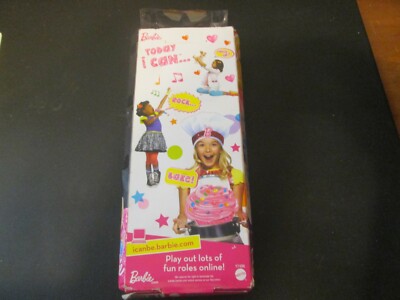 Barbie
TODAY
i CAN...
ROCK...
BAKE!
icanbe.barbie.com
Play out lots of
fun roles online!
Barbie